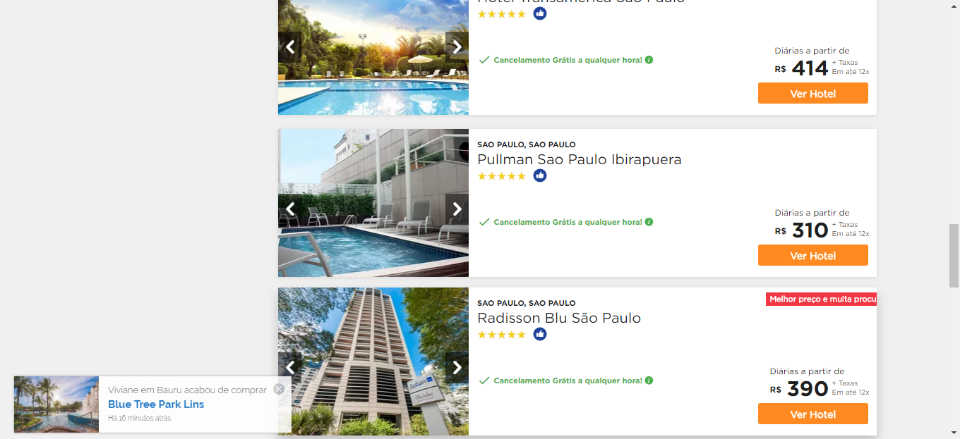 Hotel Transamerica São Paulo
Cancelamento Grátis a qualquer hora!
Diárias a partir de
R$ 414 + Taxas
Em até 12x
Ver Hotel
SAO PAULO, SAO PAULO
Pullman Sao Paulo Ibirapuera
Cancelamento Grátis a qualquer hora!
Diárias a partir de
R$ 310 + Taxas
Em até 12x
Ver Hotel
SAO PAULO, SAO PAULO
Melhor preço e muita procu
Radisson Blu São Paulo
Cancelamento Grátis a qualquer hora!
Diárias a partir de
R$ 390 + Taxas
Em até 12x
Ver Hotel
Viviane em Bauru acabou de comprar
Blue Tree Park Lins
Há 16 minutos atrás